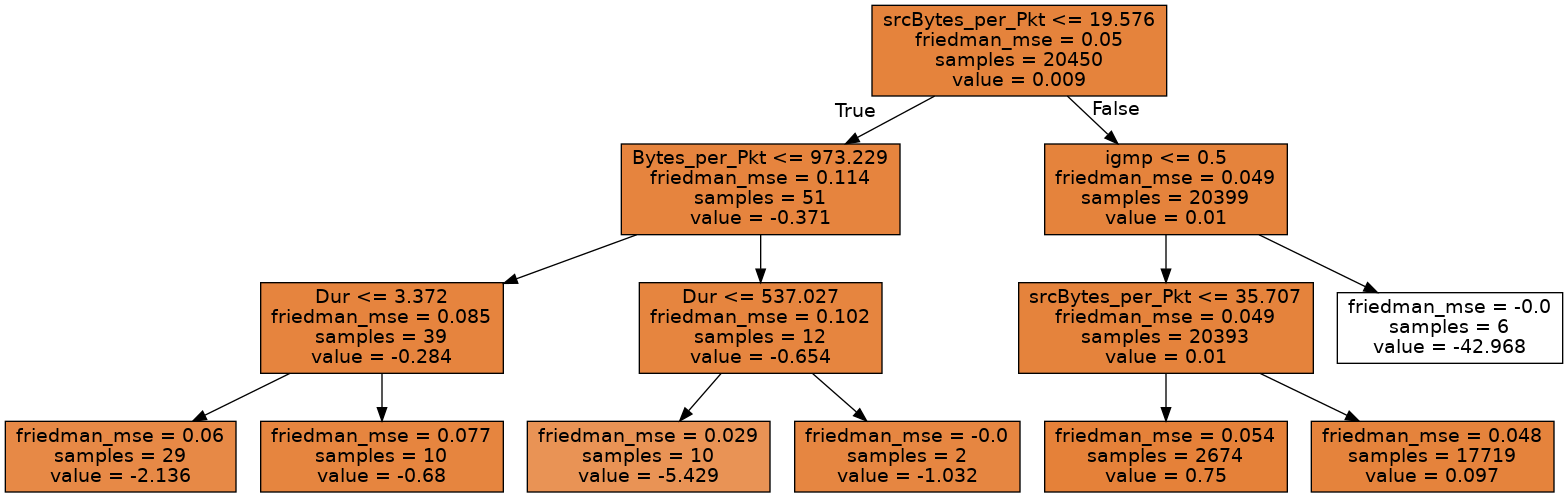 srcBytes_per_Pkt <= 19.576
friedman_mse = 0.05
samples = 20450
value = 0.009
True
False
Bytes_per_Pkt <= 973.229
friedman_mse = 0.114
samples = 51
value = -0.371
igmp <= 0.5
friedman_mse = 0.049
samples = 20399
value = 0.01
Dur <= 3.372
friedman_mse = 0.085
samples = 39
value = -0.284
Dur <= 537.027
friedman_mse = 0.102
samples = 12
value = -0.654
srcBytes_per_Pkt <= 35.707
friedman_mse = 0.049
samples = 20393
value = 0.01
friedman_mse = -0.0
samples = 6
value = -42.968
friedman_mse = 0.06
samples = 29
value = -2.136
friedman_mse = 0.077
samples = 10
value = -0.68
friedman_mse = 0.029
samples = 10
value = -5.429
friedman_mse = -0.0
samples = 2
value = -1.032
friedman_mse = 0.054
samples = 2674
value = 0.75
friedman_mse = 0.048
samples = 17719
value = 0.097